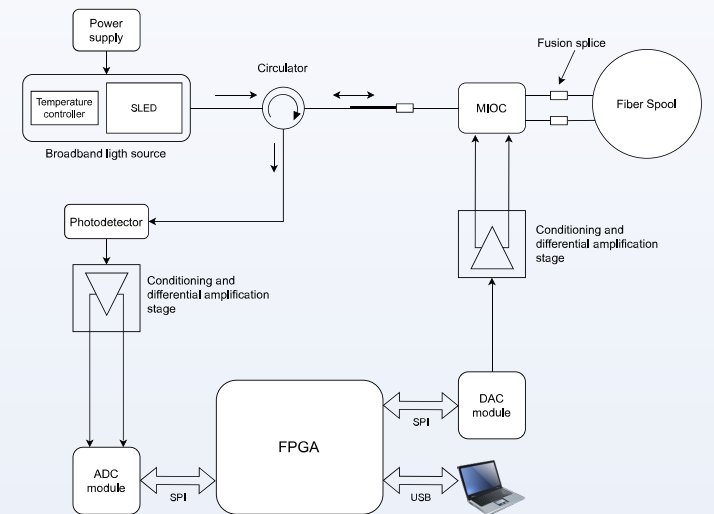 Power
supply
Temperature
controller
SLED
Broadband ligth source
Circulator
MIOC
Fusion splice
Fiber Spool
Photodetector
Conditioning and
differential amplification
stage
Conditioning and
differential amplification
stage
FPGA
SPI
DAC
module
ADC
module
SPI
USB